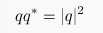 qq* = |q|²